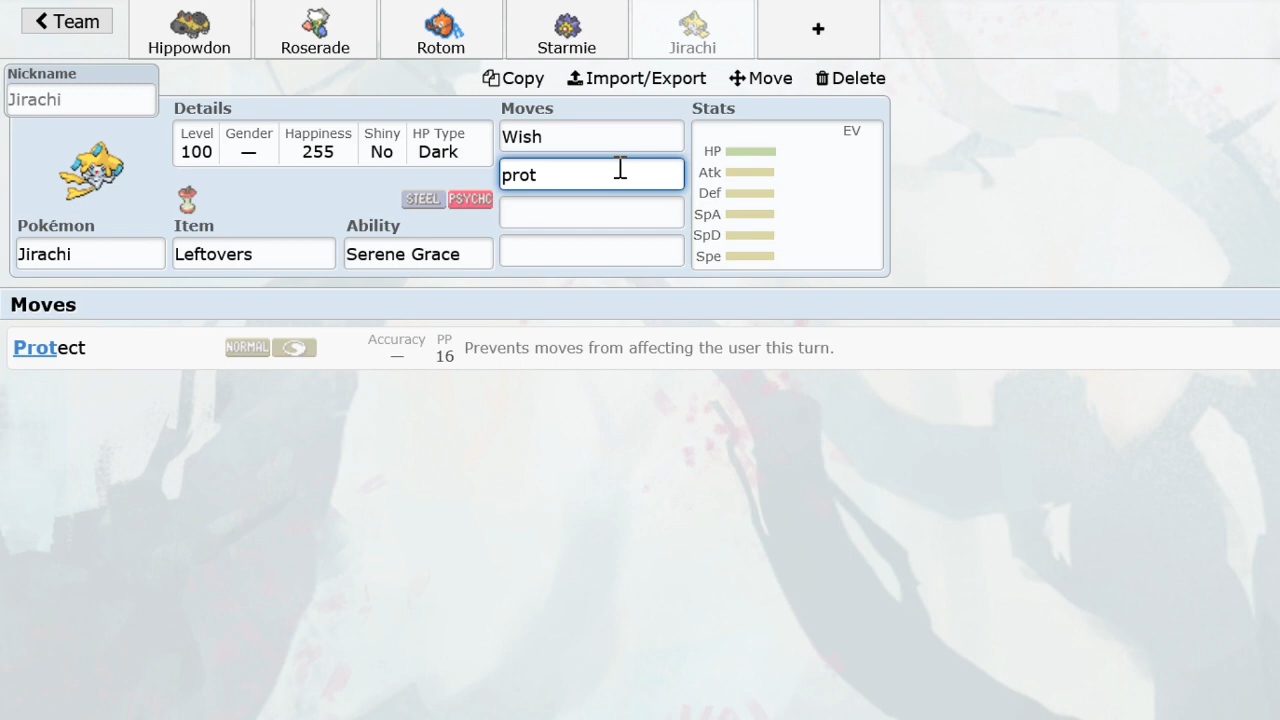 Team
Hippowdon
Roserade
Rotom
Starmie
Jirachi
+
Copy
Import/Export
Move
Delete
Nickname
Jirachi
Details
Level
100
Gender
—
Happiness
255
Shiny
No
HP Type
Dark
STEEL PSYCHC
Pokémon
Jirachi
Item
Leftovers
Ability
Serene Grace
Moves
Wish
prot
Stats
EV
HP
Atk
Def
SpA
SpD
Spe
Moves
Protect
NORMAL
Accuracy
—
PP
16
Prevents moves from affecting the user this turn.